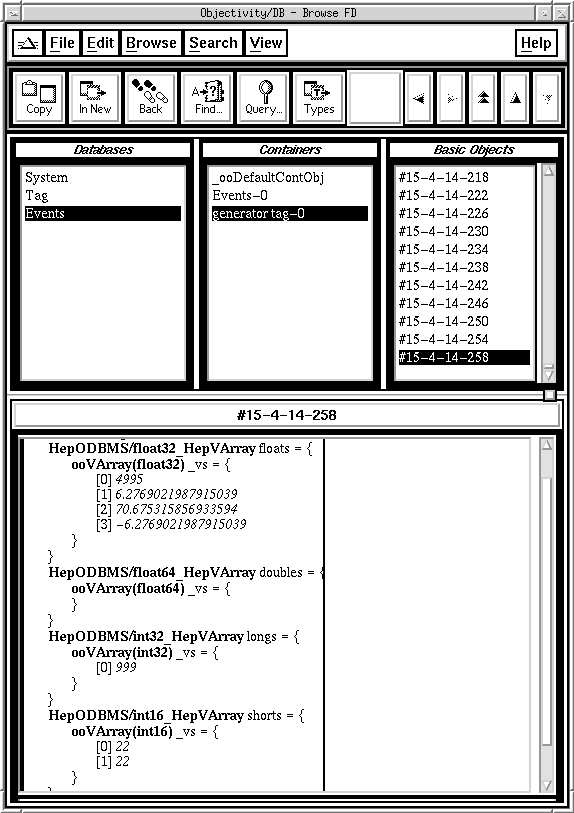 Objectivity/DB - Browse FD
File Edit Browse Search View Help
Copy In New Back Find... Query... Types
Databases Containers Basic Objects
System
Tag
Events
_ooDefaultContObj
Events-0
generator tag-0
#15-4-14-218
#15-4-14-222
#15-4-14-226
#15-4-14-230
#15-4-14-234
#15-4-14-238
#15-4-14-242
#15-4-14-246
#15-4-14-250
#15-4-14-254
#15-4-14-258
#15-4-14-258
HepODBMS/float32_HepVArray floats = {
ooVArray(float32) _vs = {
[0] 4995
[1] 6.2769021987915039
[2] 70.675315856933594
[3] -6.2769021987915039
}
}
HepODBMS/float64_HepVArray doubles = {
ooVArray(float64) _vs = {
}
}
HepODBMS/int32_HepVArray longs = {
ooVArray(int32) _vs = {
[0] 999
}
}
HepODBMS/int16_HepVArray shorts = {
ooVArray(int16) _vs = {
[0] 22
[1] 22
}
}